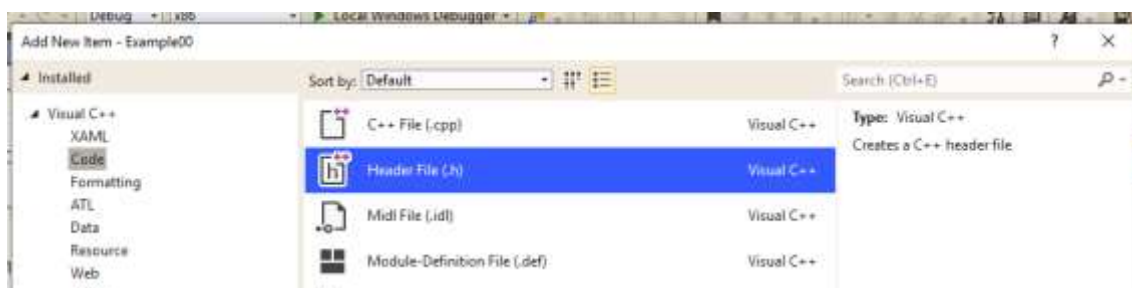 Debug x86 Local Windows Debugger
Add New Item - Example00 ? ×
Installed
Sort by: Default
Search (Ctrl+E)
Visual C++
XAML
Code
Formatting
ATL
Data
Resource
Web
C++ File (.cpp) Visual C++
Header File (.h) Visual C++
Midl File (.idl) Visual C++
Module-Definition File (.def) Visual C++
Type: Visual C++
Creates a C++ header file